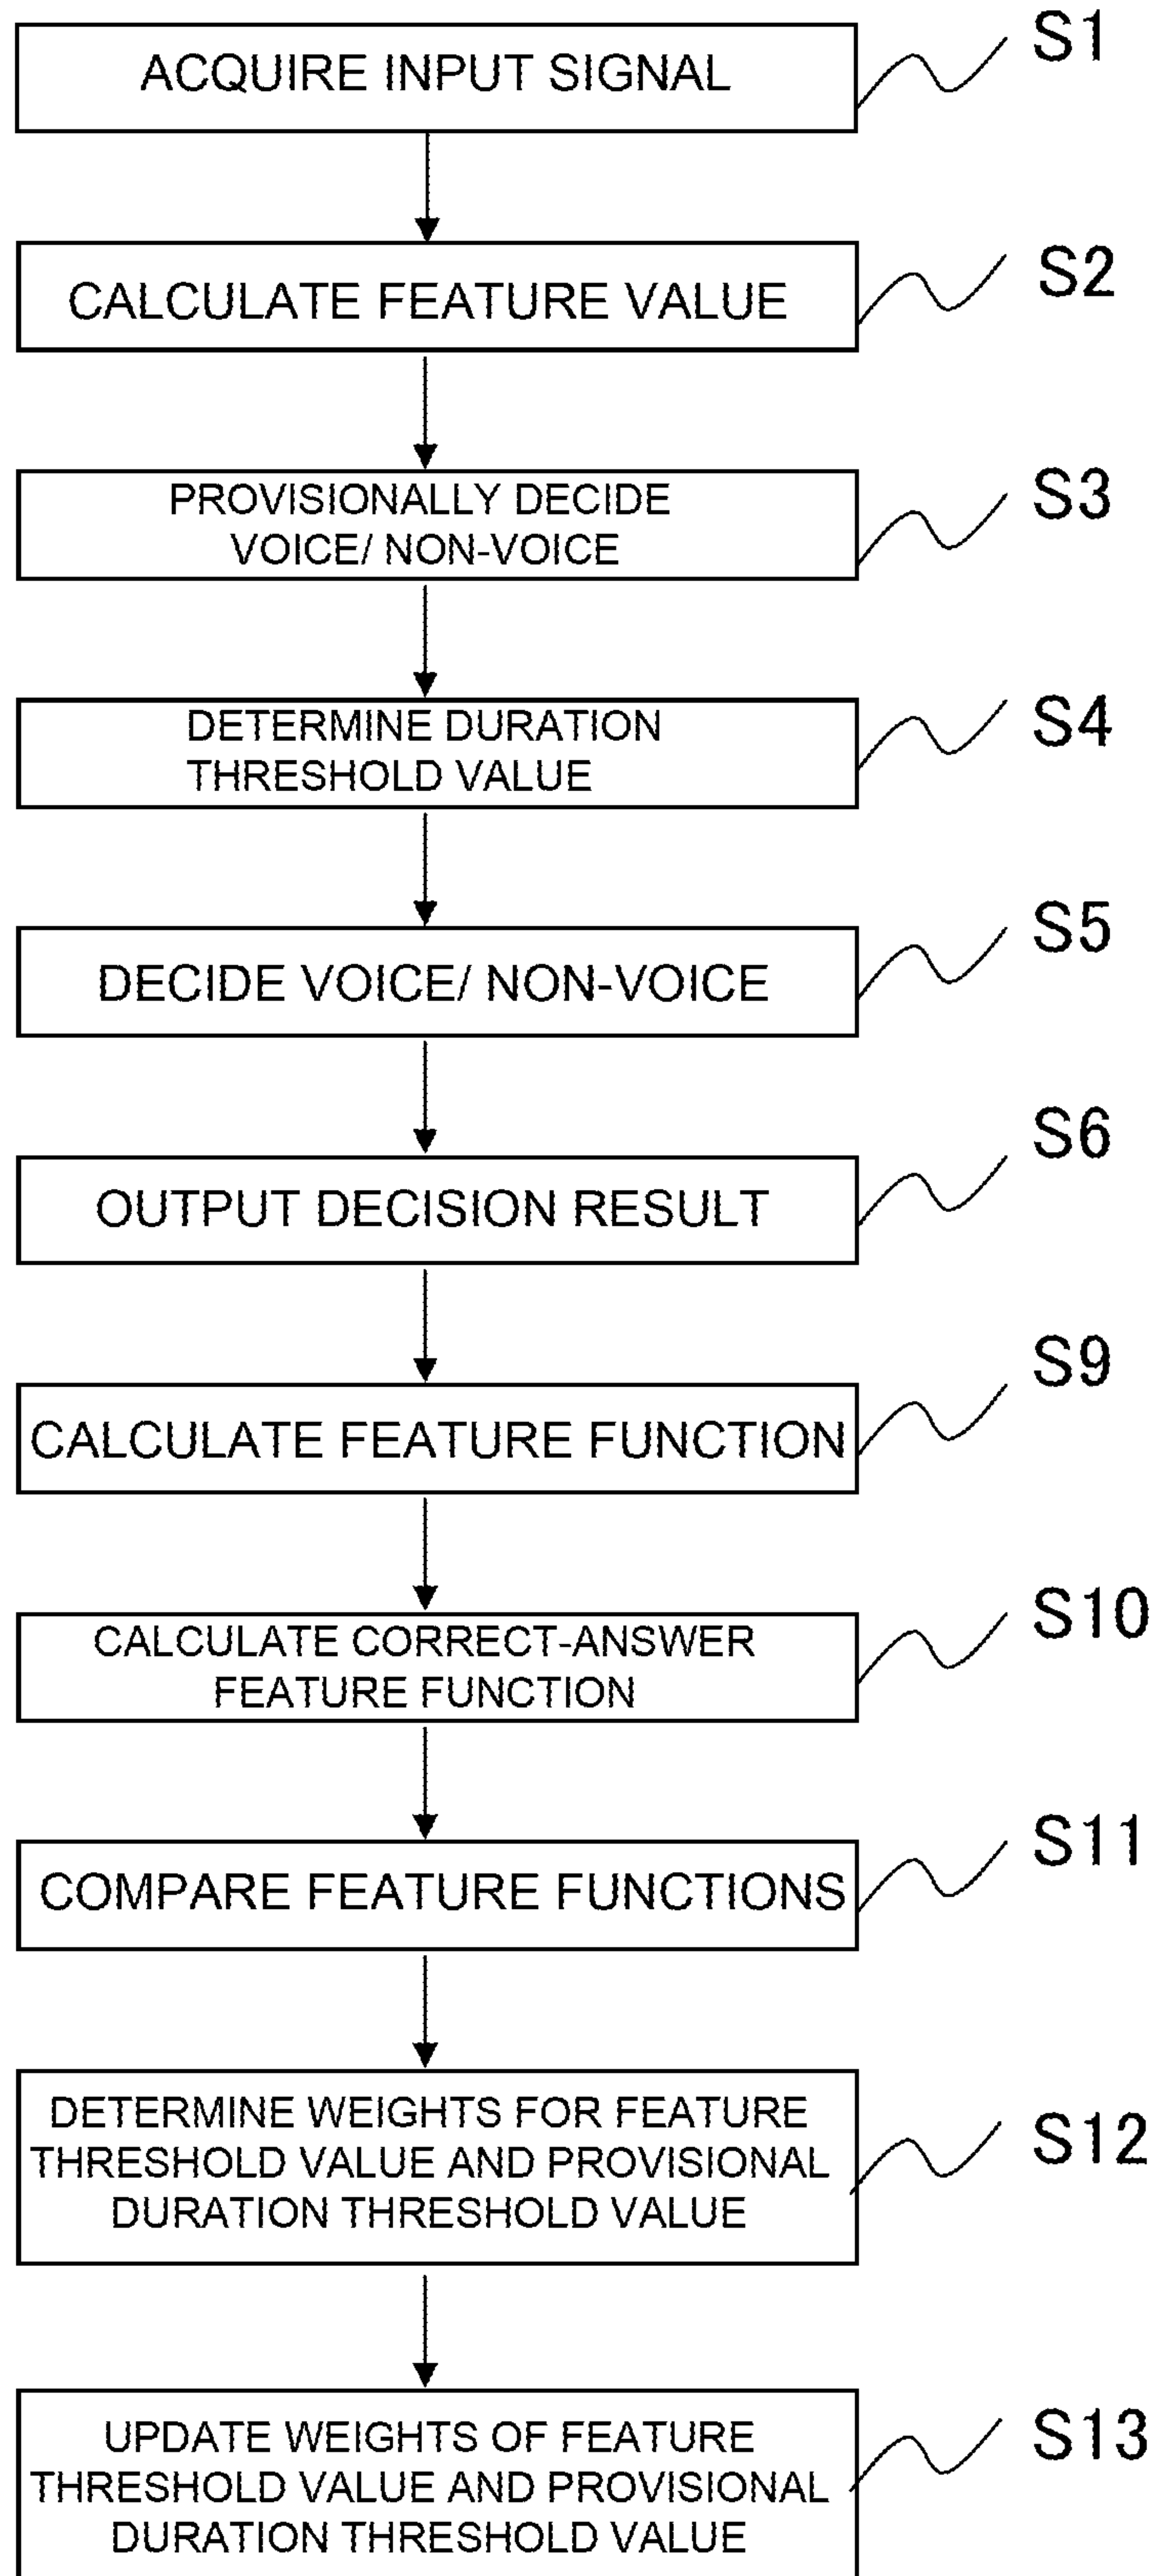 ACQUIRE INPUT SIGNAL
S1
CALCULATE FEATURE VALUE
S2
PROVISIONALLY DECIDE
VOICE/ NON-VOICE
S3
DETERMINE DURATION
THRESHOLD VALUE
S4
DECIDE VOICE/ NON-VOICE
S5
OUTPUT DECISION RESULT
S6
CALCULATE FEATURE FUNCTION
S9
CALCULATE CORRECT-ANSWER
FEATURE FUNCTION
S10
COMPARE FEATURE FUNCTIONS
S11
DETERMINE WEIGHTS FOR FEATURE
THRESHOLD VALUE AND PROVISIONAL
DURATION THRESHOLD VALUE
S12
UPDATE WEIGHTS OF FEATURE
THRESHOLD VALUE AND PROVISIONAL
DURATION THRESHOLD VALUE
S13